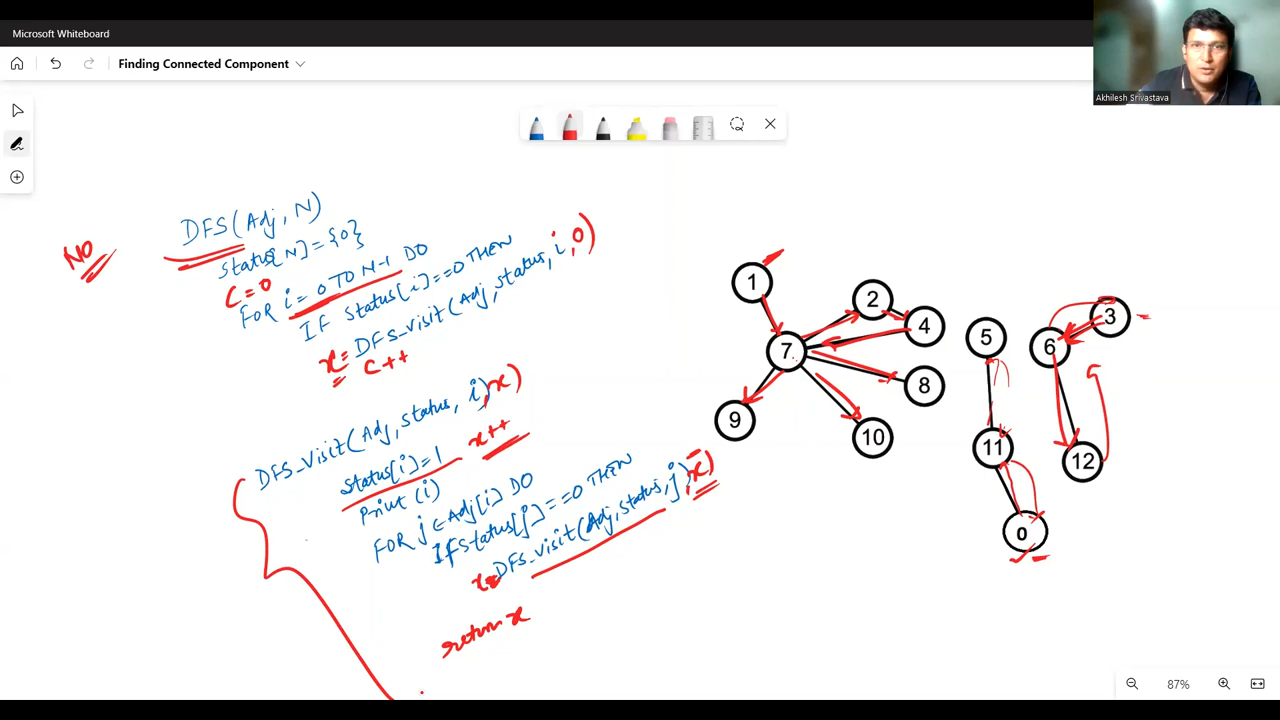 Microsoft Whiteboard
Finding Connected Component
Akhilesh Srivastava
NO
DFS(Adj, N)
Status[N] = {0}
C = 0
FOR i = 0 TO N-1 DO
IF Status[i] == 0 THEN
x = DFS_Visit(Adj, Status, i, 0)
C++
DFS_Visit(Adj, Status, i, x)
Status[i] = 1 x++
Print (i)
FOR j ∈ Adj[i] DO
IF Status[j] == 0 THEN
x = DFS_Visit(Adj, Status, j, x)
return x
1
2
3
4
5
6
7
8
9
10
11
12
0
87%